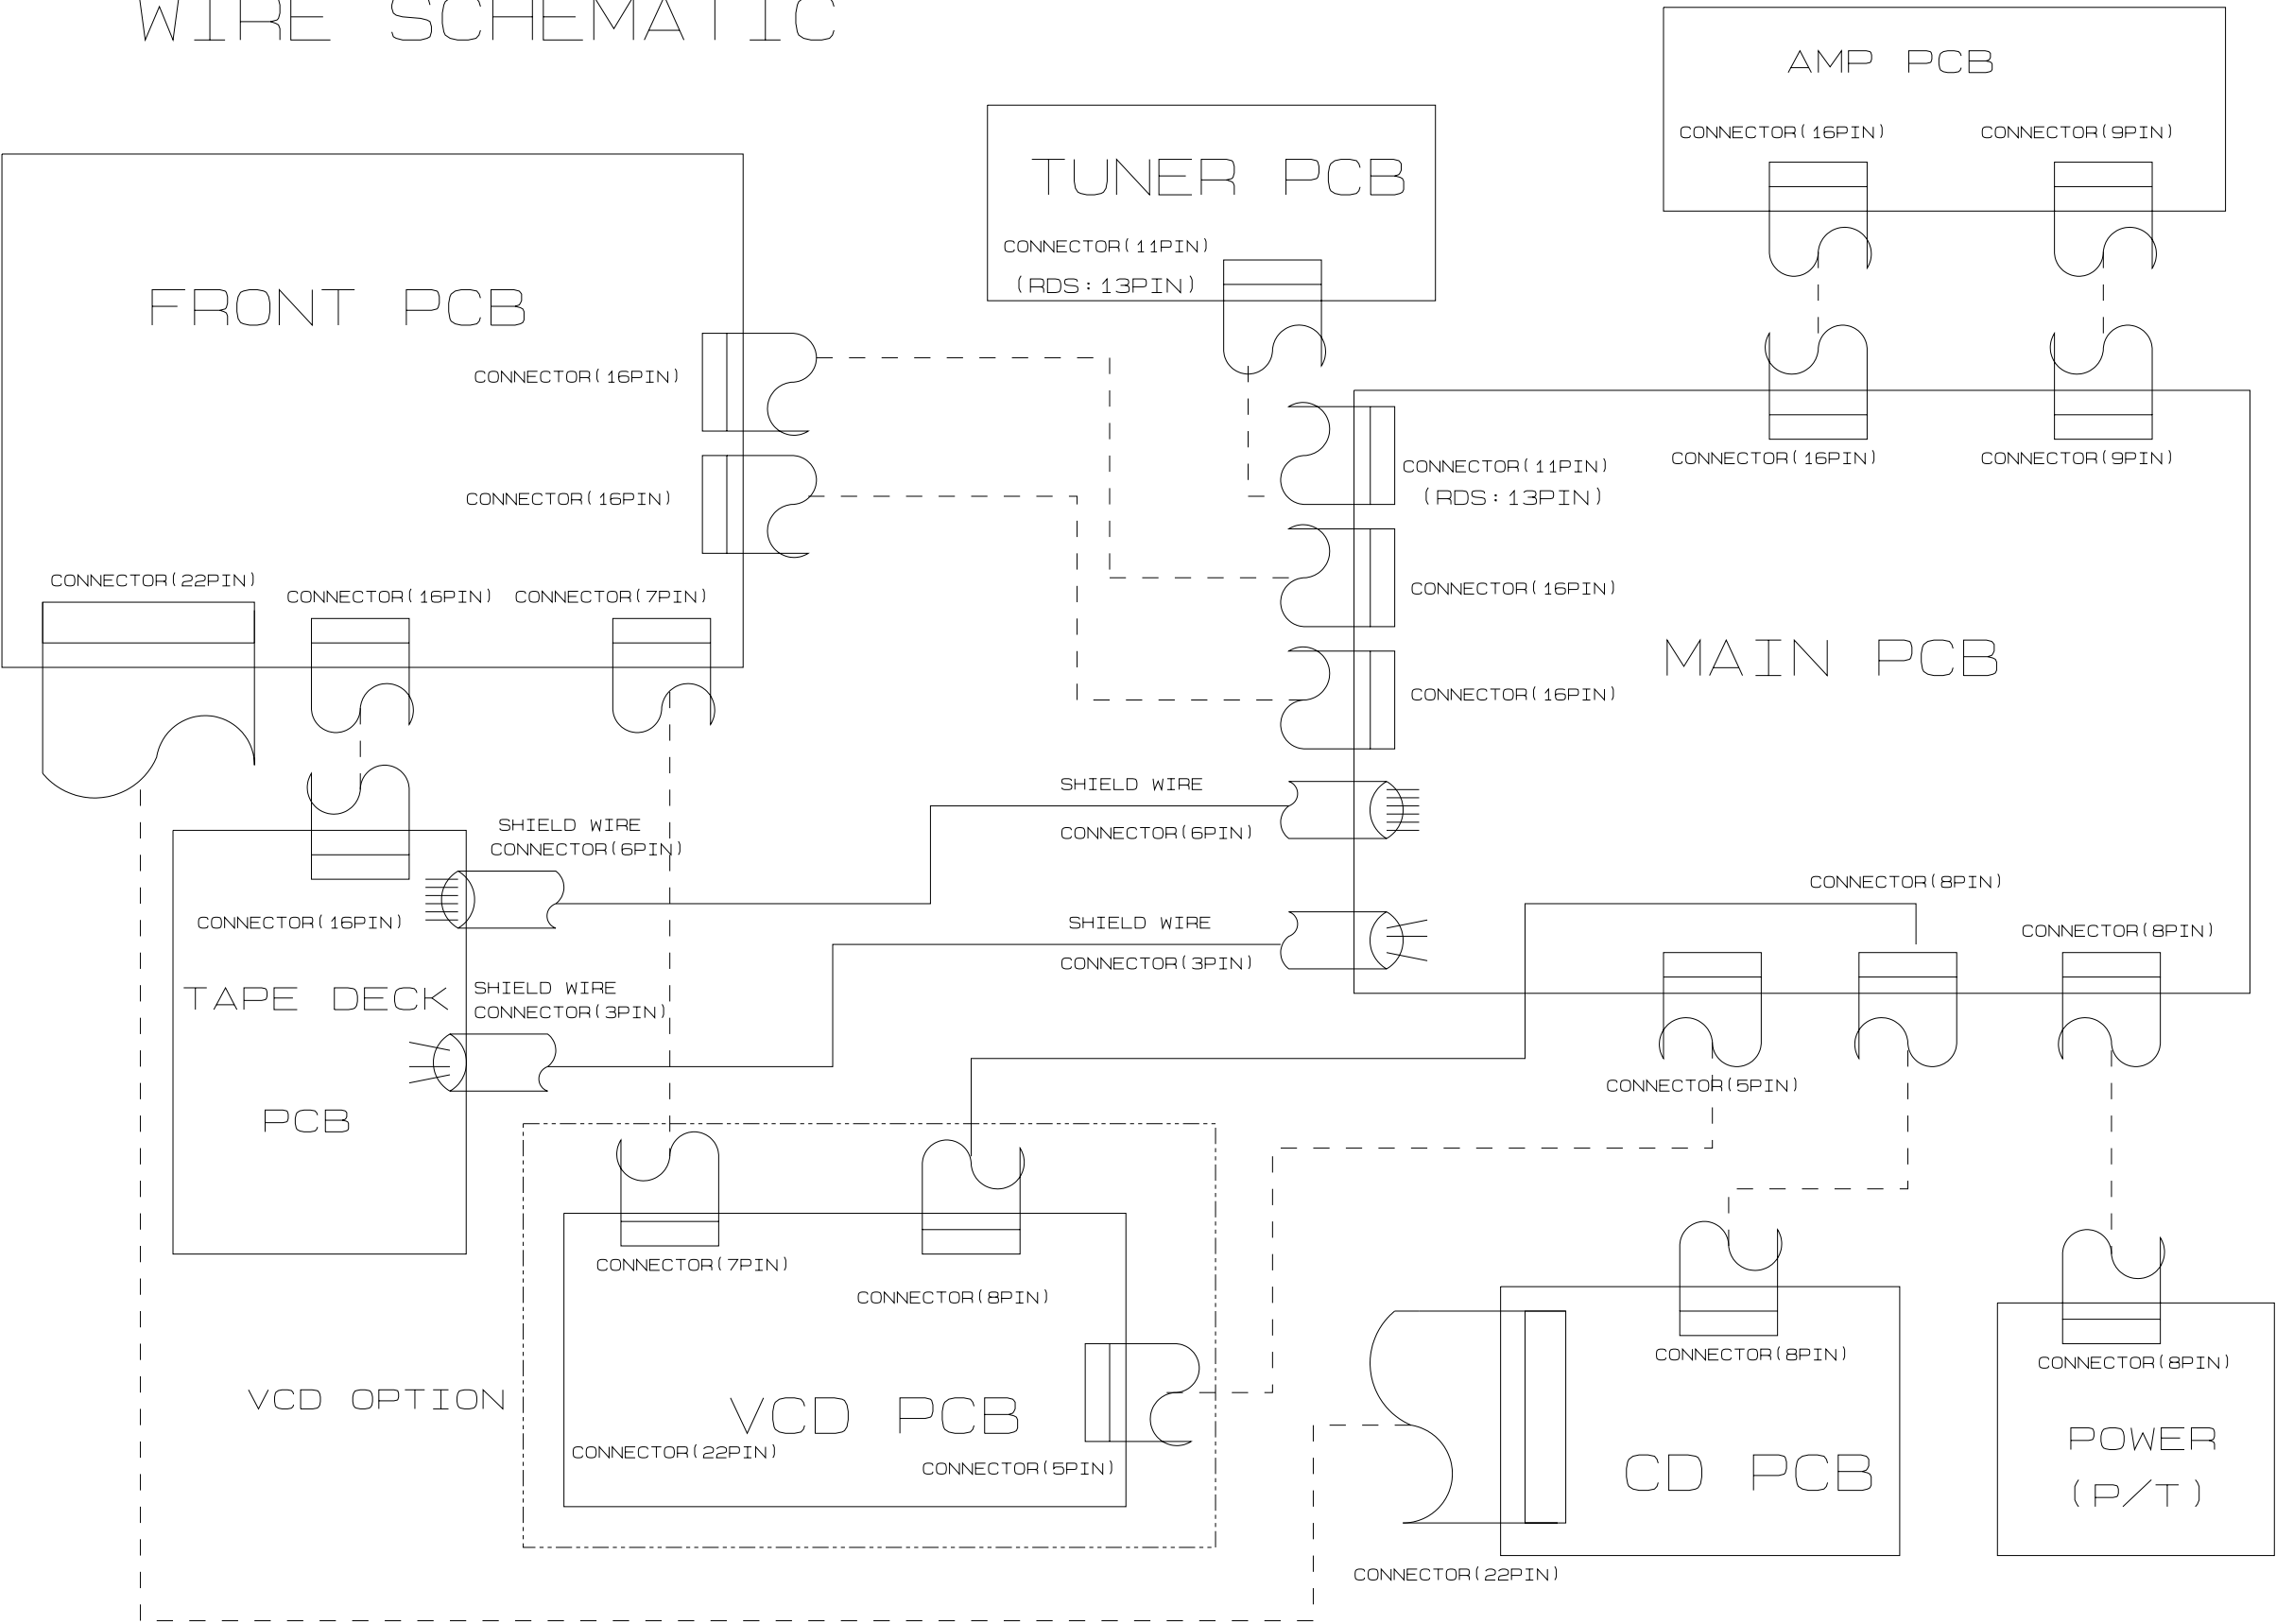 WIRE SCHEMATIC
AMP PCB
CONNECTOR(16PIN)
CONNECTOR(9PIN)
TUNER PCB
CONNECTOR(11PIN)
(RDS:13PIN)
FRONT PCB
CONNECTOR(16PIN)
CONNECTOR(16PIN)
CONNECTOR(22PIN)
CONNECTOR(16PIN)
CONNECTOR(7PIN)
CONNECTOR(16PIN)
CONNECTOR(9PIN)
CONNECTOR(11PIN)
(RDS:13PIN)
CONNECTOR(16PIN)
MAIN PCB
CONNECTOR(16PIN)
SHIELD WIRE
CONNECTOR(6PIN)
SHIELD WIRE
CONNECTOR(6PIN)
CONNECTOR(16PIN)
SHIELD WIRE
CONNECTOR(3PIN)
CONNECTOR(8PIN)
CONNECTOR(8PIN)
TAPE DECK
PCB
SHIELD WIRE
CONNECTOR(3PIN)
CONNECTOR(5PIN)
CONNECTOR(7PIN)
CONNECTOR(8PIN)
VCD OPTION
VCD PCB
CONNECTOR(22PIN)
CONNECTOR(5PIN)
CONNECTOR(8PIN)
CD PCB
CONNECTOR(22PIN)
CONNECTOR(8PIN)
POWER
(P/T)